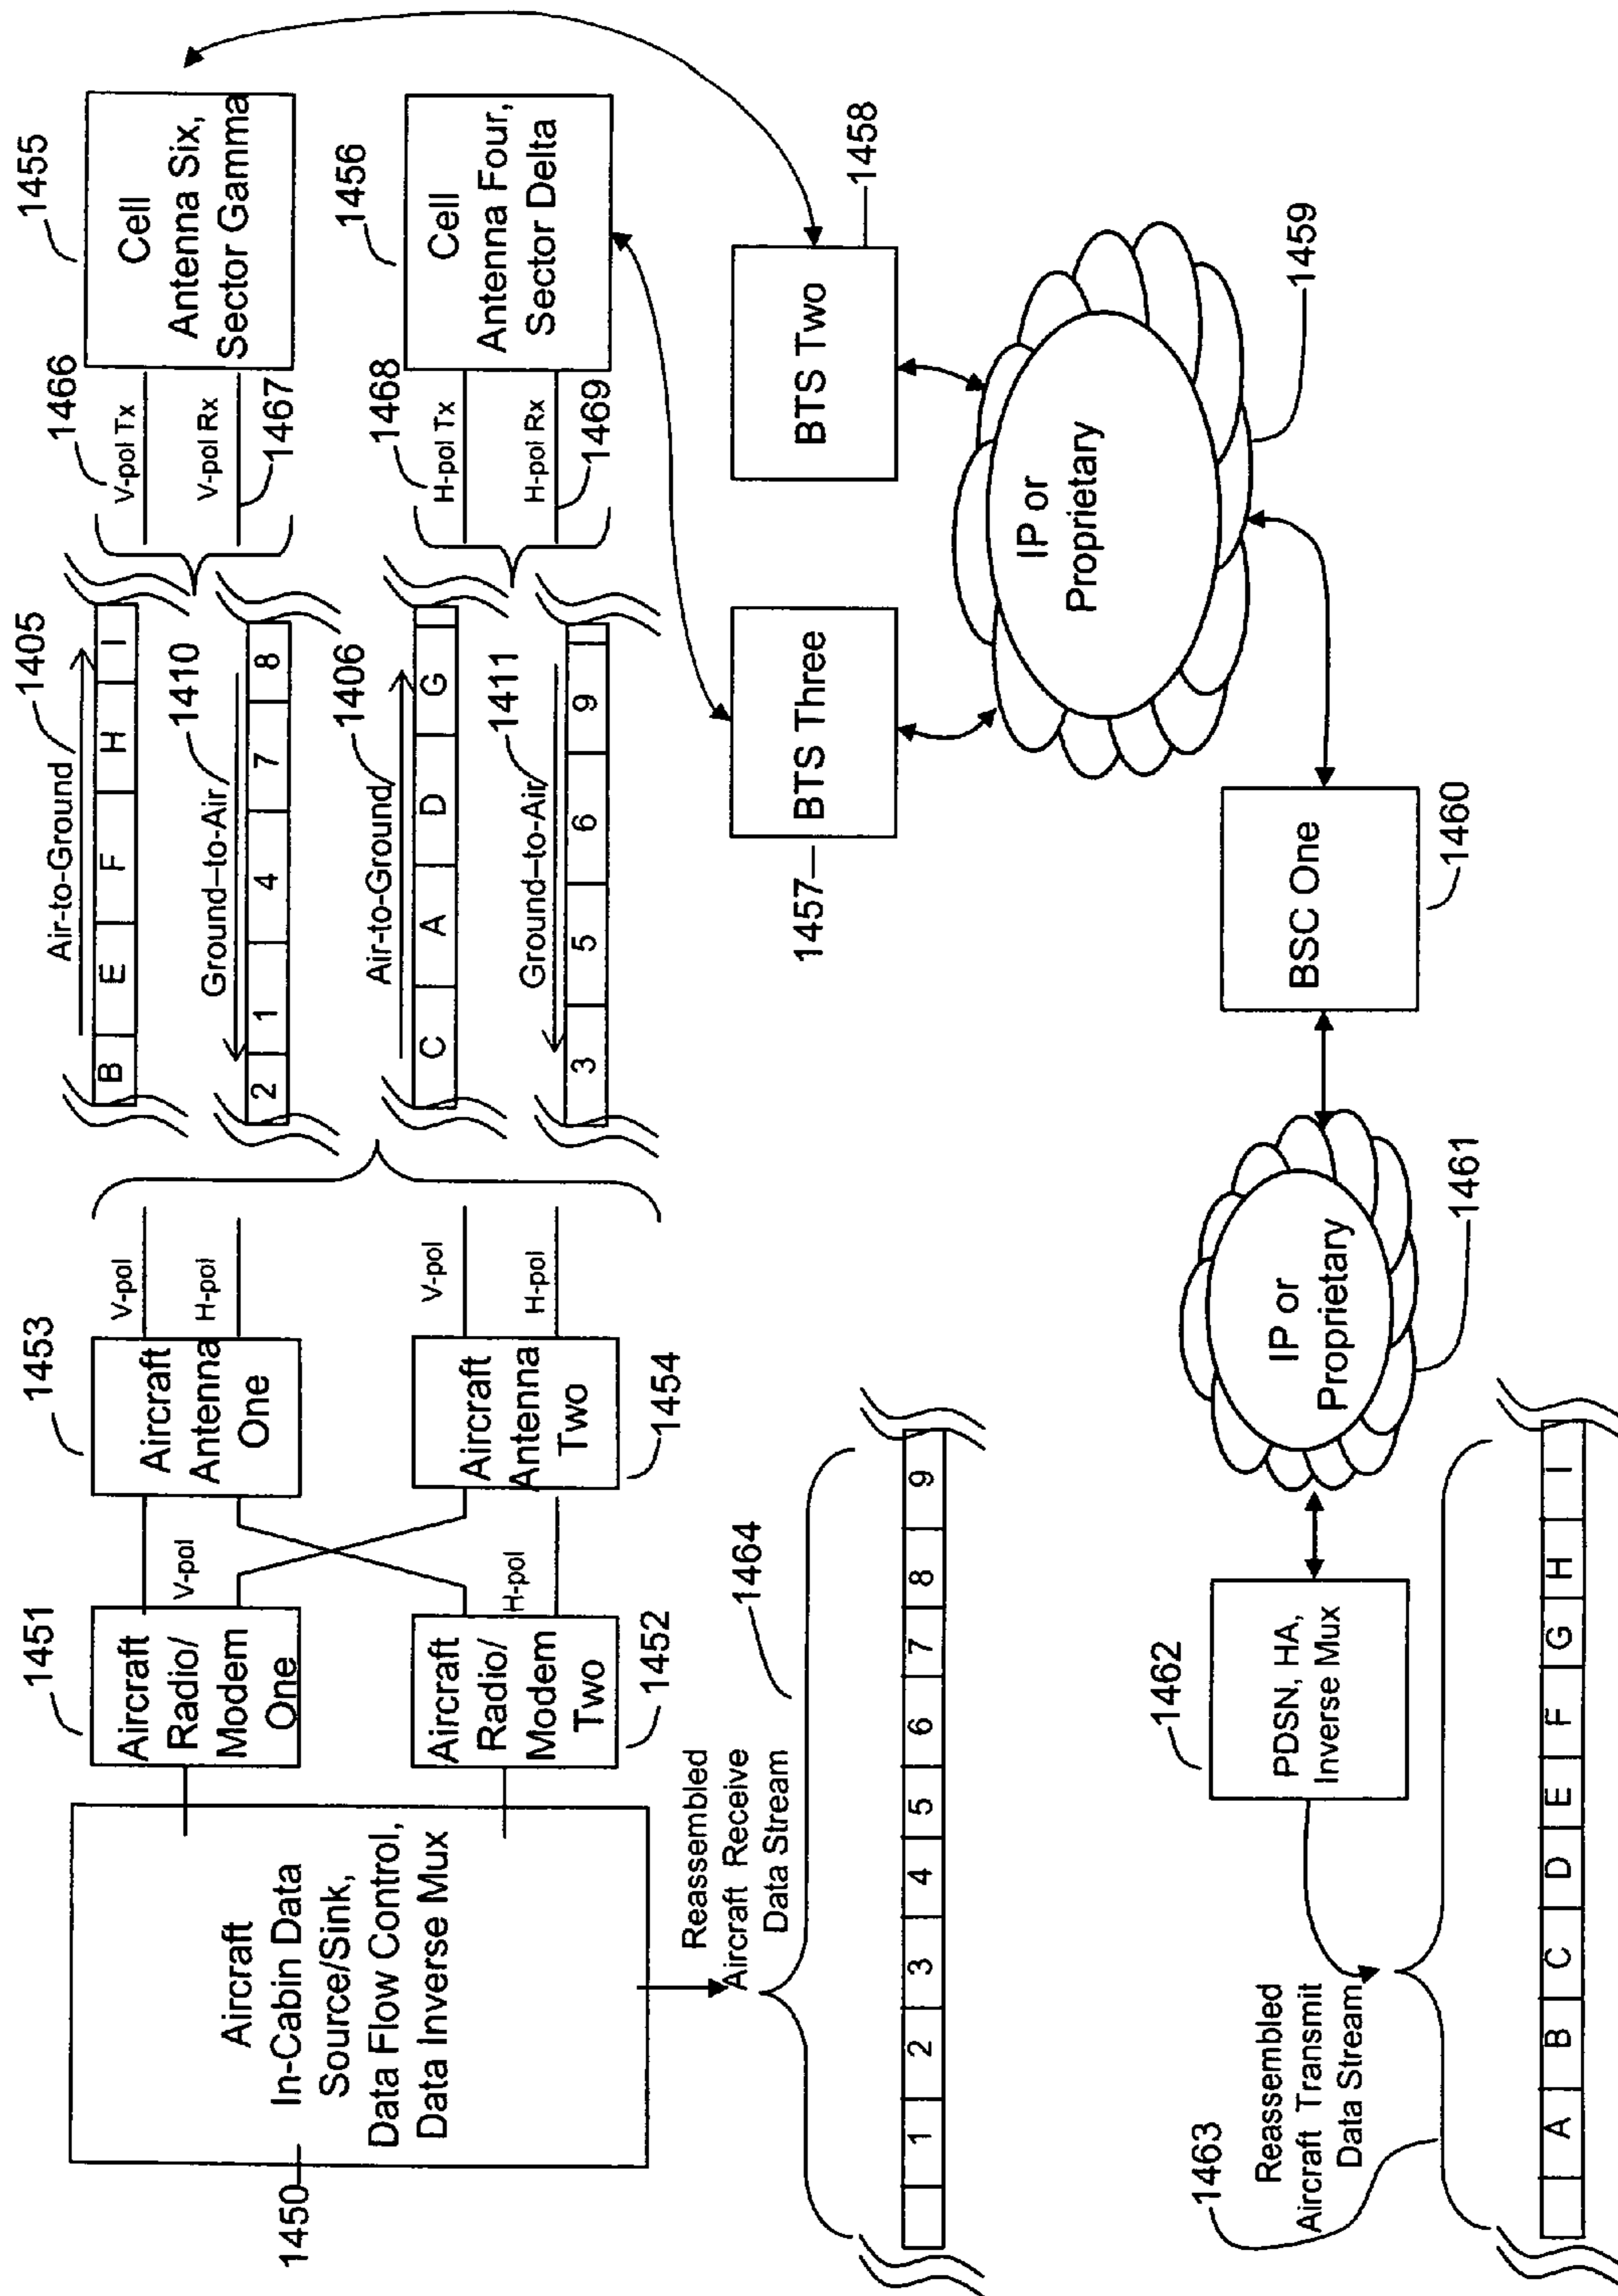 1450
Aircraft
In-Cabin Data
Source/Sink,
Data Flow Control,
Data Inverse Mux
1451
Aircraft
Radio/
Modem
One
V-pol
1453
Aircraft
Antenna
One
V-pol
H-pol
Aircraft
Radio/
Modem
Two
1452
H-pol
Aircraft
Antenna
Two
1454
V-pol
H-pol
Air-to-Ground
1405
B E F H I
Ground-to-Air
1410
2 1 4 7 8
Air-to-Ground
1406
C A D G
Ground-to-Air
1411
3 5 6 9
1466
V-pol Tx
V-pol Rx
1467
1455
Cell
Antenna Six,
Sector Gamma
1468
H-pol Tx
H-pol Rx
1469
1456
Cell
Antenna Four,
Sector Delta
Reassembled
Aircraft Receive
Data Stream
1464
1 2 3 4 5 6 7 8 9
1457
BTS Three
BTS Two
1458
IP or
Proprietary
1459
BSC One
1460
IP or
Proprietary
1461
1462
PDSN, HA,
Inverse Mux
1463
Reassembled
Aircraft Transmit
Data Stream
A B C D E F G H I